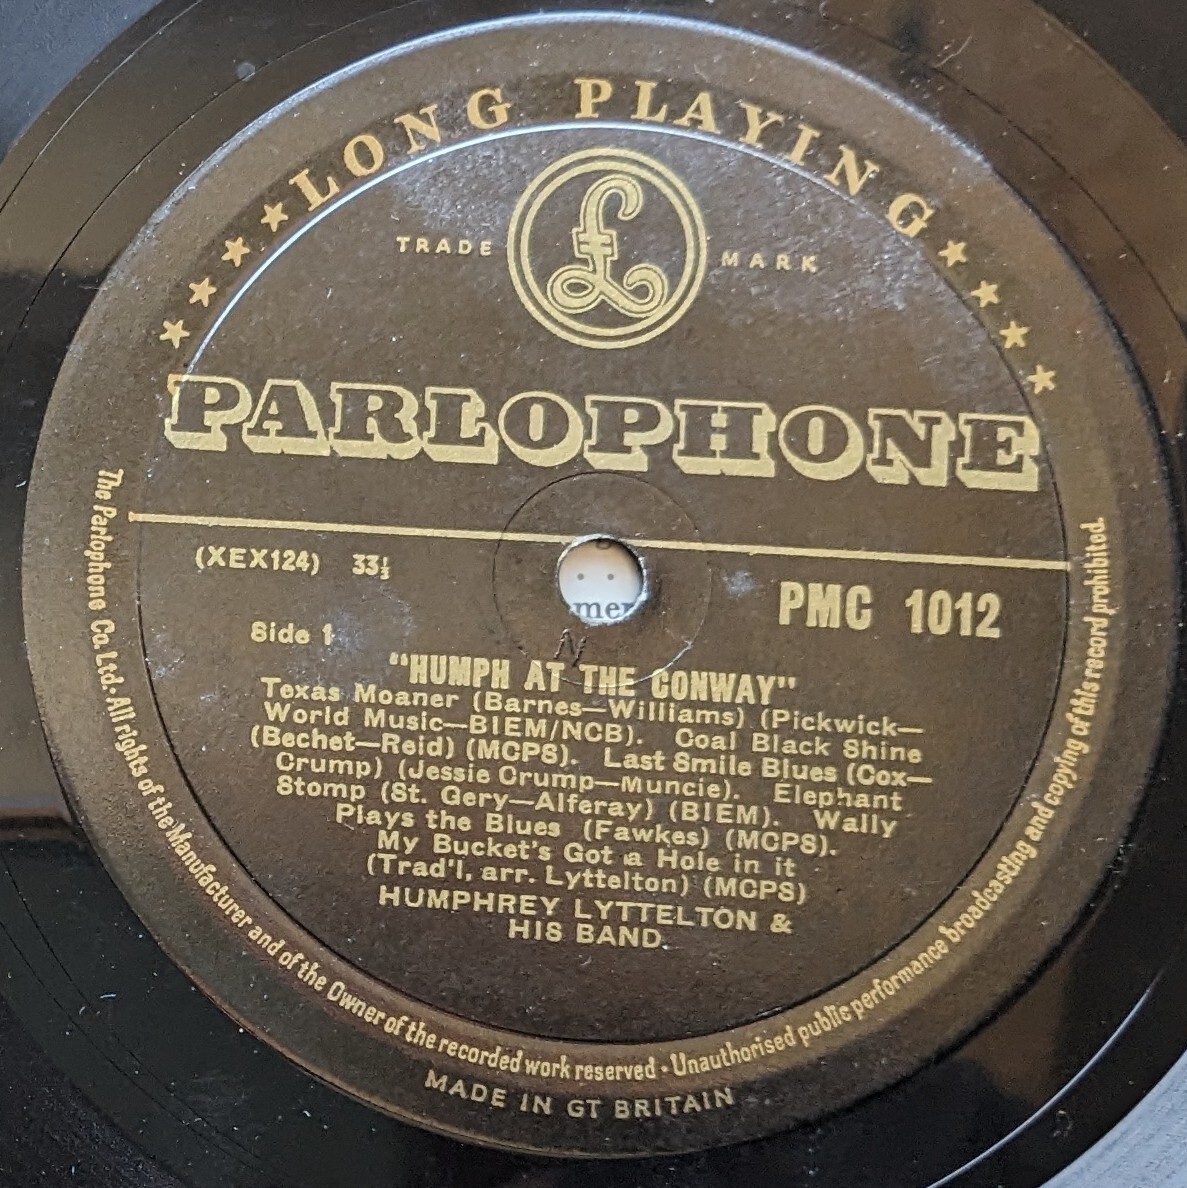 ★★★★ LONG PLAYING ★★★★
TRADE £ MARK
PARLOPHONE
(XEX124) 33⅓
PMC 1012
Side 1
"HUMPH AT THE CONWAY"
Texas Moaner (Barnes—Williams) (Pickwick—
World Music—BIEM/NCB). Coal Black Shine
(Bechet—Reid) (MCPS). Last Smile Blues (Cox—
Crump) (Jessie Crump—Muncie). Elephant
Stomp (St. Gery—Alferay) (BIEM). Wally
Plays the Blues (Fawkes) (MCPS).
My Bucket's Got a Hole in it
(Trad'l, arr. Lyttelton) (MCPS)
HUMPHREY LYTTELTON &
HIS BAND
The Parlophone Co. Ltd. · All rights of the Manufacturer and of the Owner of the recorded work reserved · Unauthorised public performance broadcasting and copying of this record prohibited.
MADE IN GT BRITAIN
N